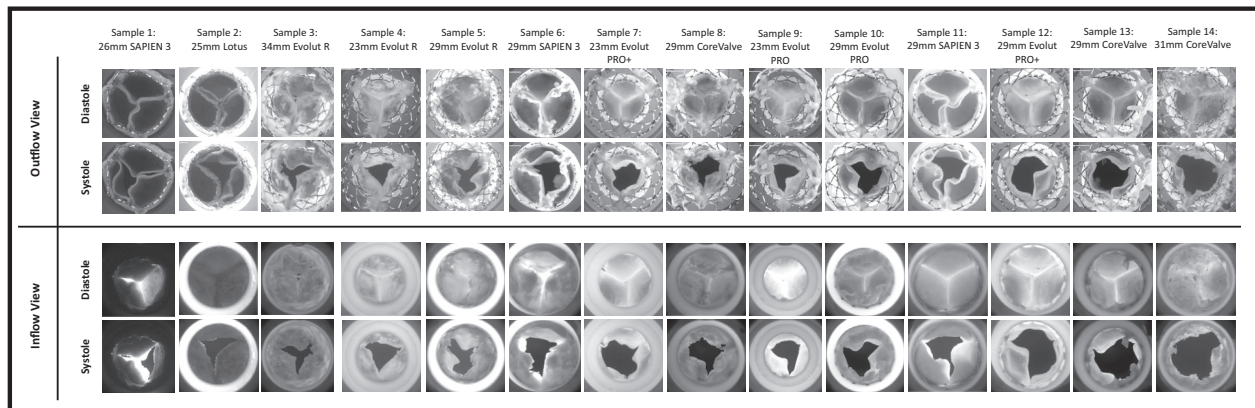 Sample 1:
26mm SAPIEN 3
Sample 2:
25mm Lotus
Sample 3:
34mm Evolut R
Sample 4:
23mm Evolut R
Sample 5:
29mm Evolut R
Sample 6:
29mm SAPIEN 3
Sample 7:
23mm Evolut
PRO+
Sample 8:
29mm CoreValve
Sample 9:
23mm Evolut
PRO
Sample 10:
29mm Evolut
PRO
Sample 11:
29mm SAPIEN 3
Sample 12:
29mm Evolut
PRO+
Sample 13:
29mm CoreValve
Sample 14:
31mm CoreValve
Outflow View
Diastole
Systole
Inflow View
Diastole
Systole